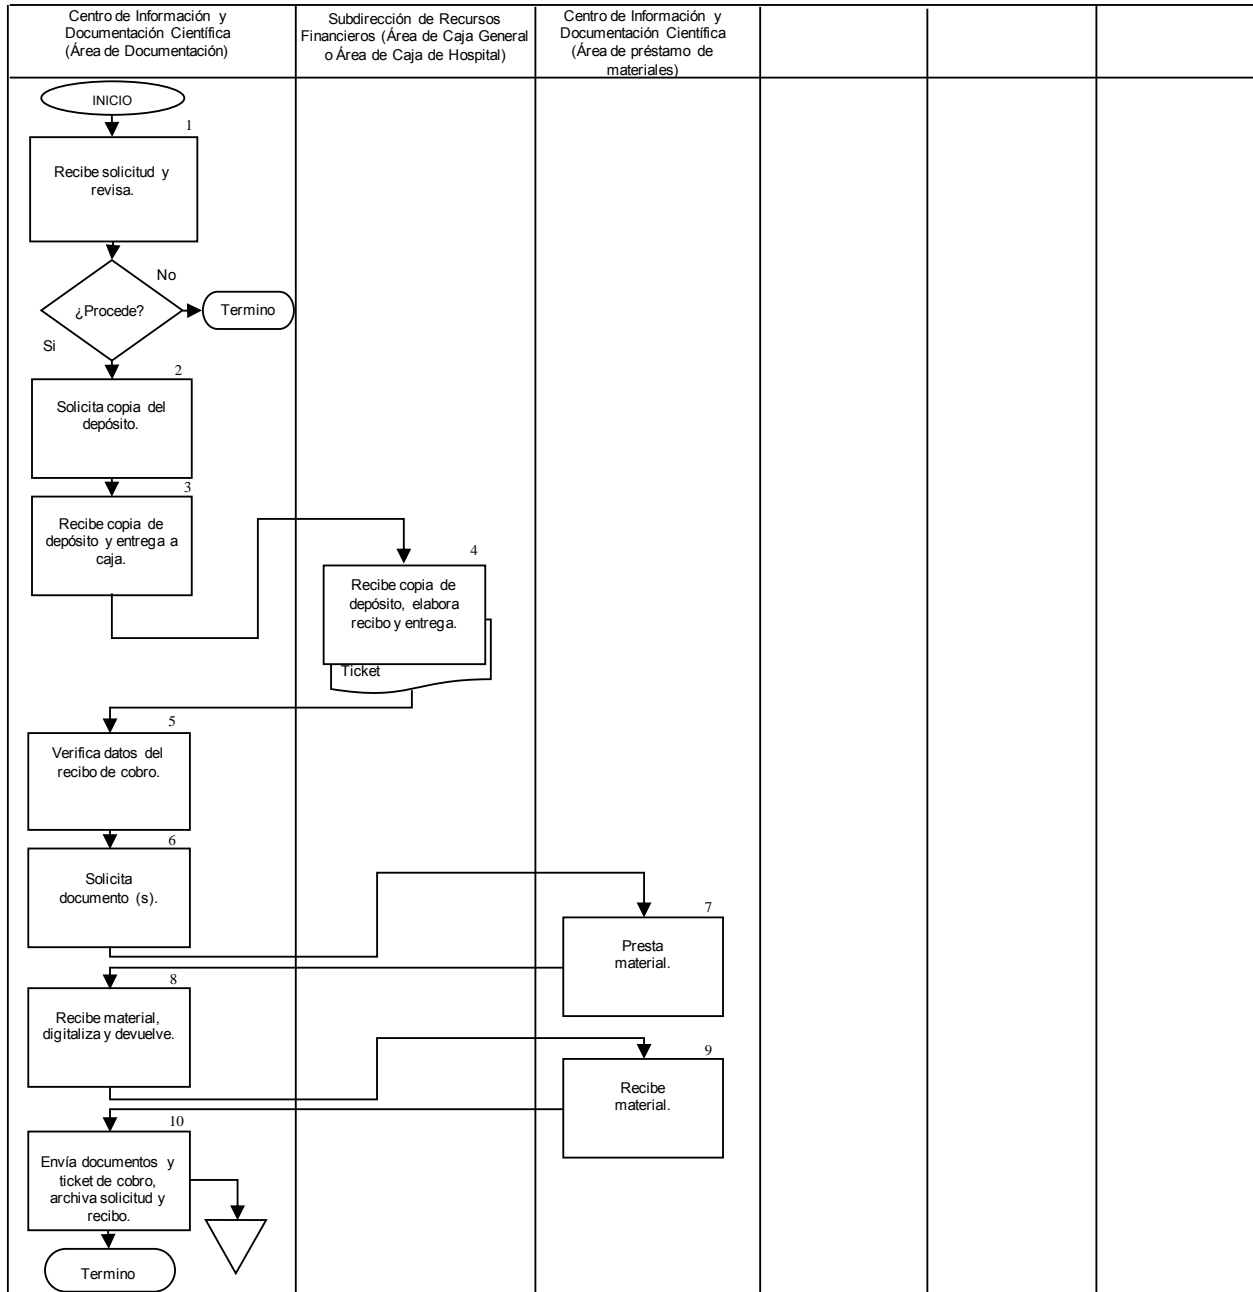 Centro de Información y
Documentación Científica
(Área de Documentación)
Subdirección de Recursos
Financieros (Área de Caja General
o Área de Caja de Hospital)
Centro de Información y
Documentación Científica
(Área de préstamo de
materiales)
INICIO
1
Recibe solicitud y
revisa.
No
¿Procede?
Termino
Si
2
Solicita copia del
depósito.
3
Recibe copia de
depósito y entrega a
caja.
4
Recibe copia de
depósito, elabora
recibo y entrega.
Ticket
5
Verifica datos del
recibo de cobro.
6
Solicita
documento (s).
7
Presta
material.
8
Recibe material,
digitaliza y devuelve.
9
Recibe
material.
10
Envía documentos y
ticket de cobro,
archiva solicitud y
recibo.
Termino